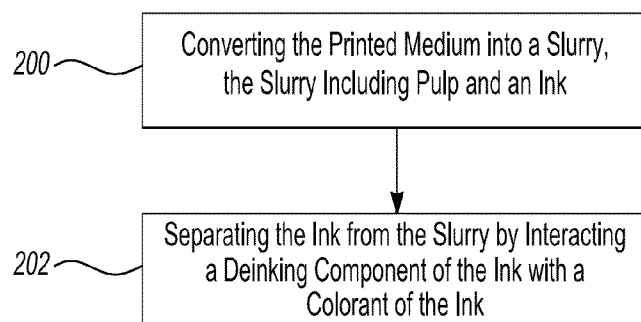 200
Converting the Printed Medium into a Slurry,
the Slurry Including Pulp and an Ink
202
Separating the Ink from the Slurry by Interacting
a Deinking Component of the Ink with a
Colorant of the Ink